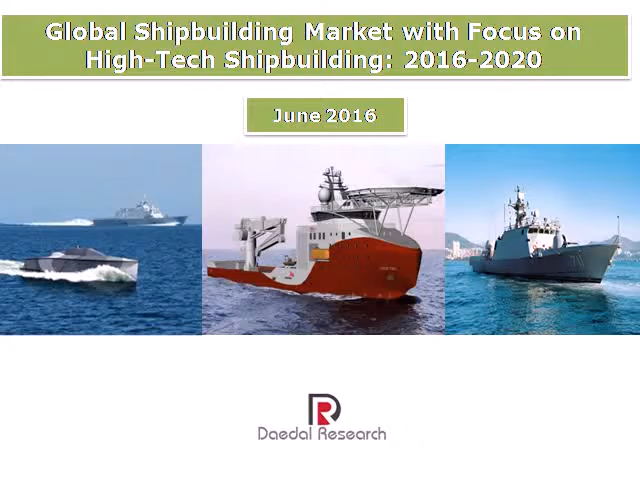 Global Shipbuilding Market with Focus on
High-Tech Shipbuilding: 2016-2020
June 2016
Daedal Research